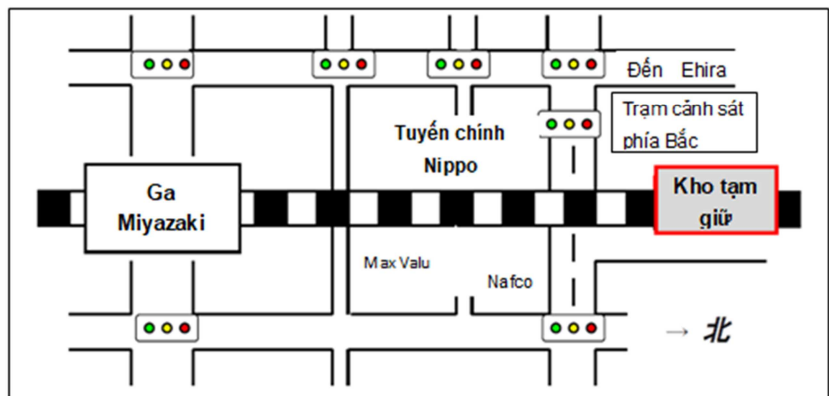 Đến Ehira
Trạm cảnh sát
phía Bắc
Tuyến chính
Nippo
Ga
Miyazaki
Kho tạm
giữ
Max Valu
Nafco
→ 北